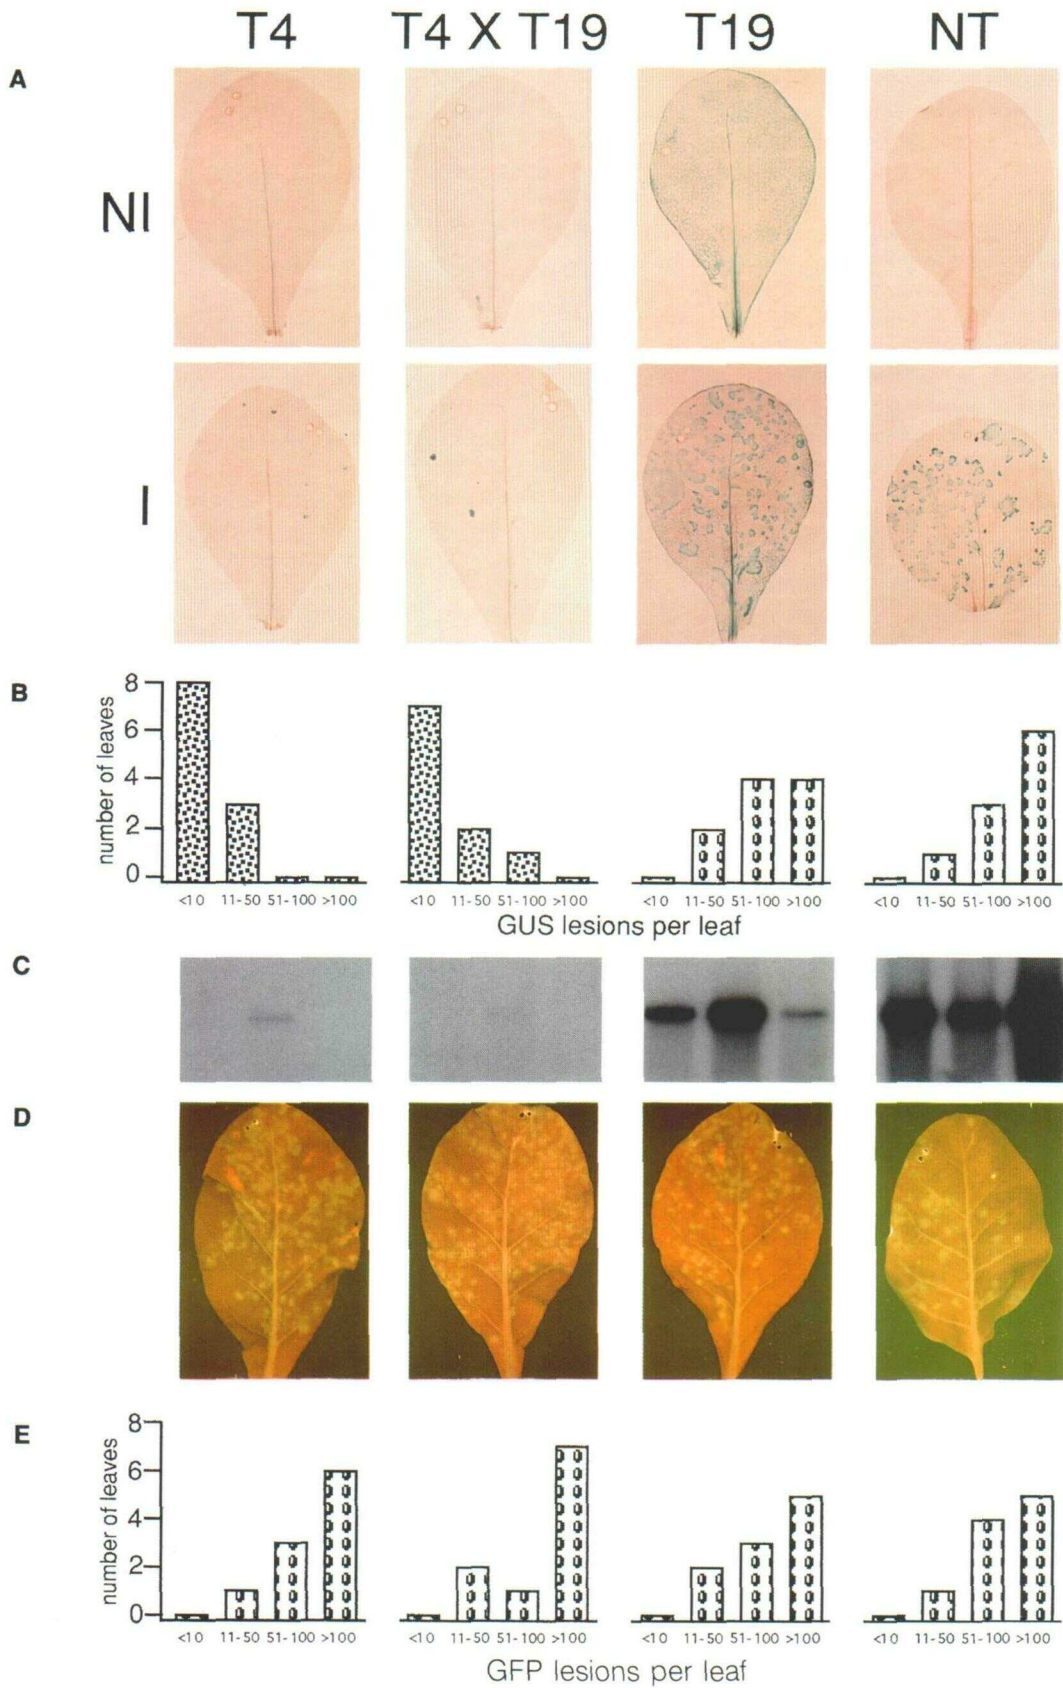 T4 T4 X T19 T19 NT
A
NI
I
B
number of leaves
8
6
4
2
0
<10 11-50 51-100 >100 <10 11-50 51-100 >100 <10 11-50 51-100 >100 <10 11-50 51-100 >100
GUS lesions per leaf
C
D
E
number of leaves
8
6
4
2
0
<10 11-50 51-100 >100 <10 11-50 51-100 >100 <10 11-50 51-100 >100 <10 11-50 51-100 >100
GFP lesions per leaf